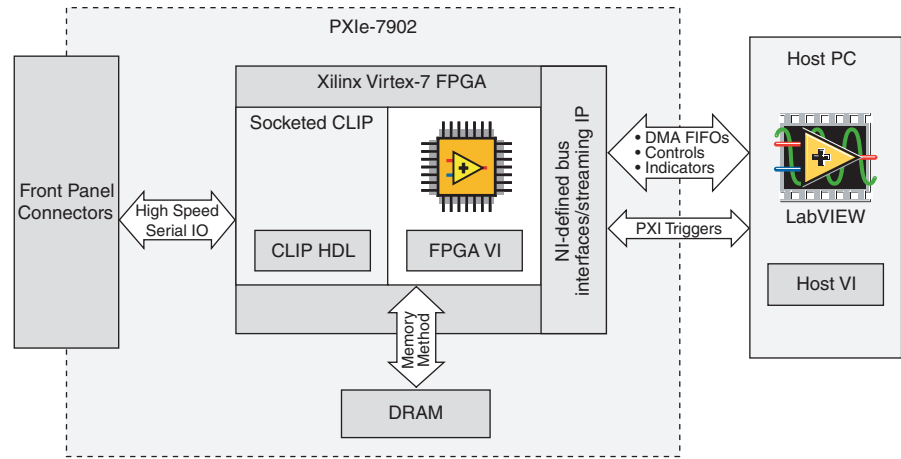 PXIe-7902
Front Panel
Connectors
High Speed
Serial IO
Xilinx Virtex-7 FPGA
Socketed CLIP
CLIP HDL
FPGA VI
NI-defined bus
interfaces/streaming IP
Memory
Method
DRAM
• DMA FIFOs
• Controls
• Indicators
PXI Triggers
Host PC
LabVIEW
Host VI